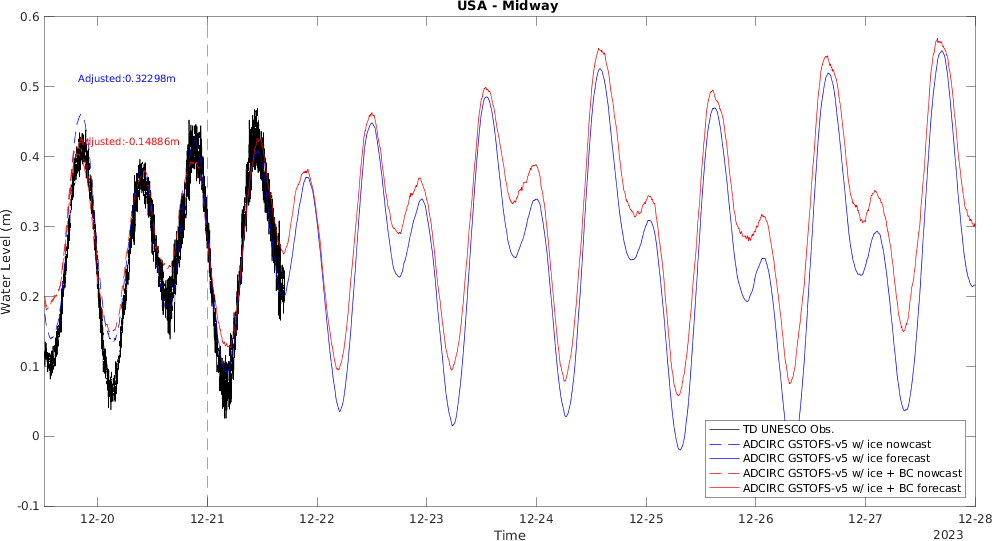 USA - Midway
0.6
0.5
0.4
0.3
0.2
0.1
0
-0.1
Water Level (m)
Adjusted:0.32298m
Adjusted:-0.14886m
TD UNESCO Obs.
ADCIRC GSTOFS-v5 w/ ice nowcast
ADCIRC GSTOFS-v5 w/ ice forecast
ADCIRC GSTOFS-v5 w/ ice + BC nowcast
ADCIRC GSTOFS-v5 w/ ice + BC forecast
12-20 12-21 12-22 12-23 12-24 12-25 12-26 12-27 12-28
Time
2023